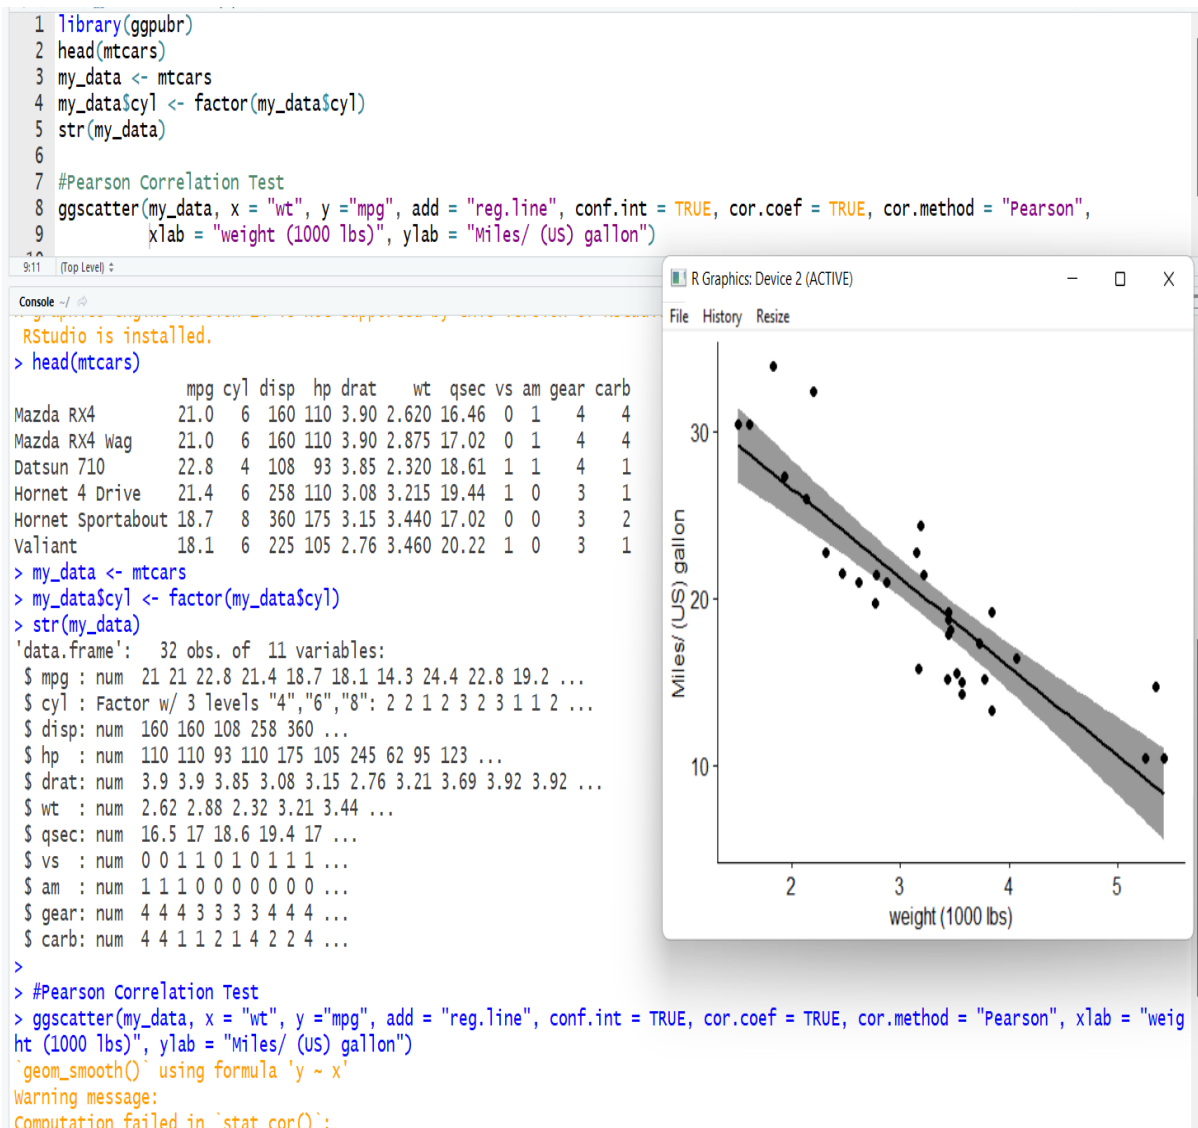 1 library(ggpubr)
2 head(mtcars)
3 my_data <- mtcars
4 my_data$cyl <- factor(my_data$cyl)
5 str(my_data)
6
7 #Pearson Correlation Test
8 ggscatter(my_data, x = "wt", y ="mpg", add = "reg.line", conf.int = TRUE, cor.coef = TRUE, cor.method = "Pearson",
9 xlab = "weight (1000 lbs)", ylab = "Miles/ (US) gallon")
9:11 (Top Level)
Console ~/
RStudio is installed.
> head(mtcars)
mpg cyl disp hp drat wt qsec vs am gear carb
Mazda RX4 21.0 6 160 110 3.90 2.620 16.46 0 1 4 4
Mazda RX4 Wag 21.0 6 160 110 3.90 2.875 17.02 0 1 4 4
Datsun 710 22.8 4 108 93 3.85 2.320 18.61 1 1 4 1
Hornet 4 Drive 21.4 6 258 110 3.08 3.215 19.44 1 0 3 1
Hornet Sportabout 18.7 8 360 175 3.15 3.440 17.02 0 0 3 2
Valiant 18.1 6 225 105 2.76 3.460 20.22 1 0 3 1
> my_data <- mtcars
> my_data$cyl <- factor(my_data$cyl)
> str(my_data)
'data.frame': 32 obs. of 11 variables:
$ mpg : num 21 21 22.8 21.4 18.7 18.1 14.3 24.4 22.8 19.2 ...
$ cyl : Factor w/ 3 levels "4","6","8": 2 2 1 2 3 2 3 1 1 2 ...
$ disp: num 160 160 108 258 360 ...
$ hp : num 110 110 93 110 175 105 245 62 95 123 ...
$ drat: num 3.9 3.9 3.85 3.08 3.15 2.76 3.21 3.69 3.92 3.92 ...
$ wt : num 2.62 2.88 2.32 3.21 3.44 ...
$ qsec: num 16.5 17 18.6 19.4 17 ...
$ vs : num 0 0 1 1 0 1 0 1 1 1 ...
$ am : num 1 1 1 0 0 0 0 0 0 0 ...
$ gear: num 4 4 4 3 3 3 3 4 4 4 ...
$ carb: num 4 4 1 1 2 1 4 2 2 4 ...
>
> #Pearson Correlation Test
> ggscatter(my_data, x = "wt", y ="mpg", add = "reg.line", conf.int = TRUE, cor.coef = TRUE, cor.method = "Pearson", xlab = "weig
ht (1000 lbs)", ylab = "Miles/ (US) gallon")
`geom_smooth()` using formula 'y ~ x'
Warning message:
Computation failed in `stat_cor()`:
R Graphics: Device 2 (ACTIVE)
File History Resize
30
20
10
Miles/ (US) gallon
2 3 4 5
weight (1000 lbs)